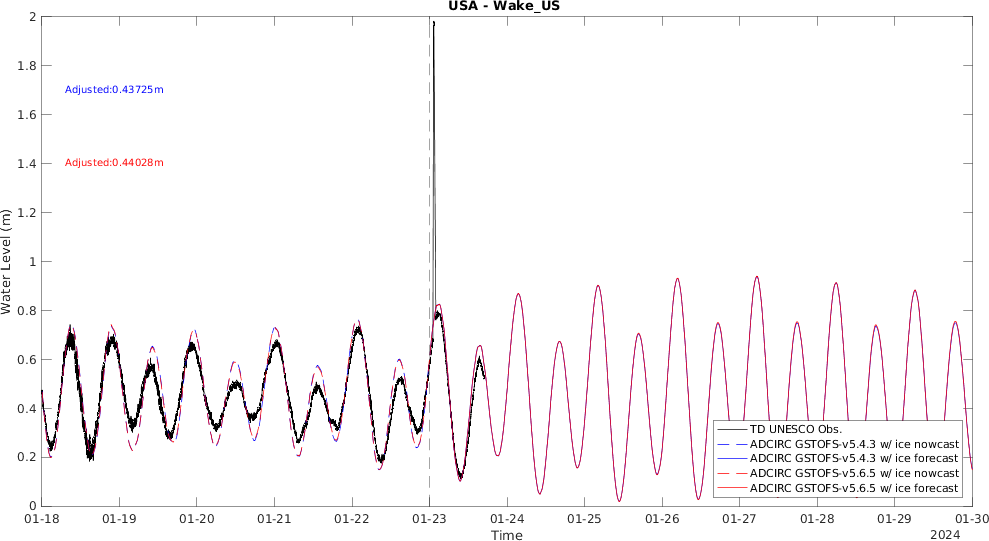 USA - Wake_US
2
1.8
1.6
1.4
1.2
1
0.8
0.6
0.4
0.2
0
Water Level (m)
Adjusted:0.43725m
Adjusted:0.44028m
TD UNESCO Obs.
ADCIRC GSTOFS-v5.4.3 w/ ice nowcast
ADCIRC GSTOFS-v5.4.3 w/ ice forecast
ADCIRC GSTOFS-v5.6.5 w/ ice nowcast
ADCIRC GSTOFS-v5.6.5 w/ ice forecast
01-18 01-19 01-20 01-21 01-22 01-23 01-24 01-25 01-26 01-27 01-28 01-29 01-30
Time
2024